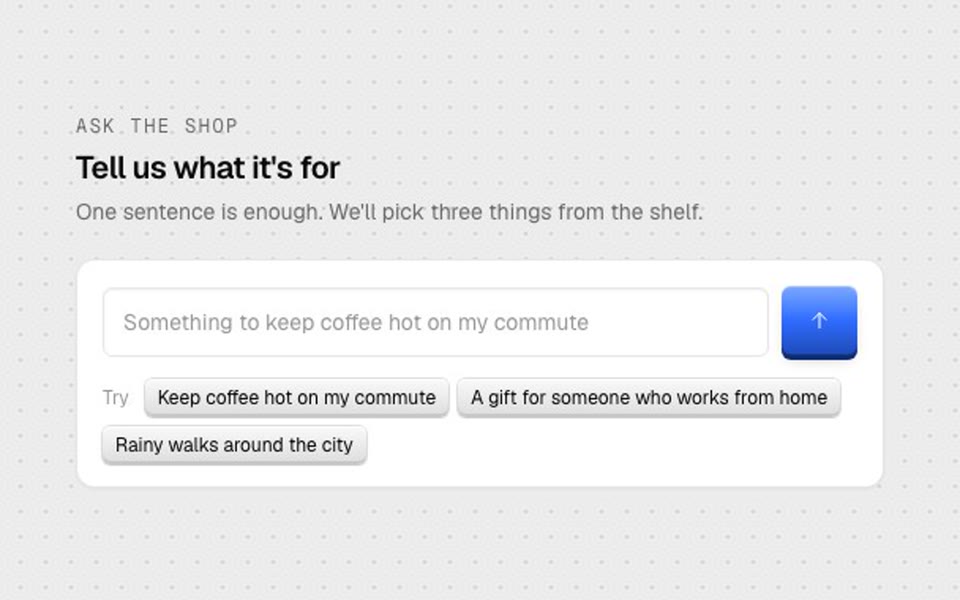 ASK THE SHOP
Tell us what it's for
One sentence is enough. We'll pick three things from the shelf.
Something to keep coffee hot on my commute
↑
Try Keep coffee hot on my commute A gift for someone who works from home
Rainy walks around the city